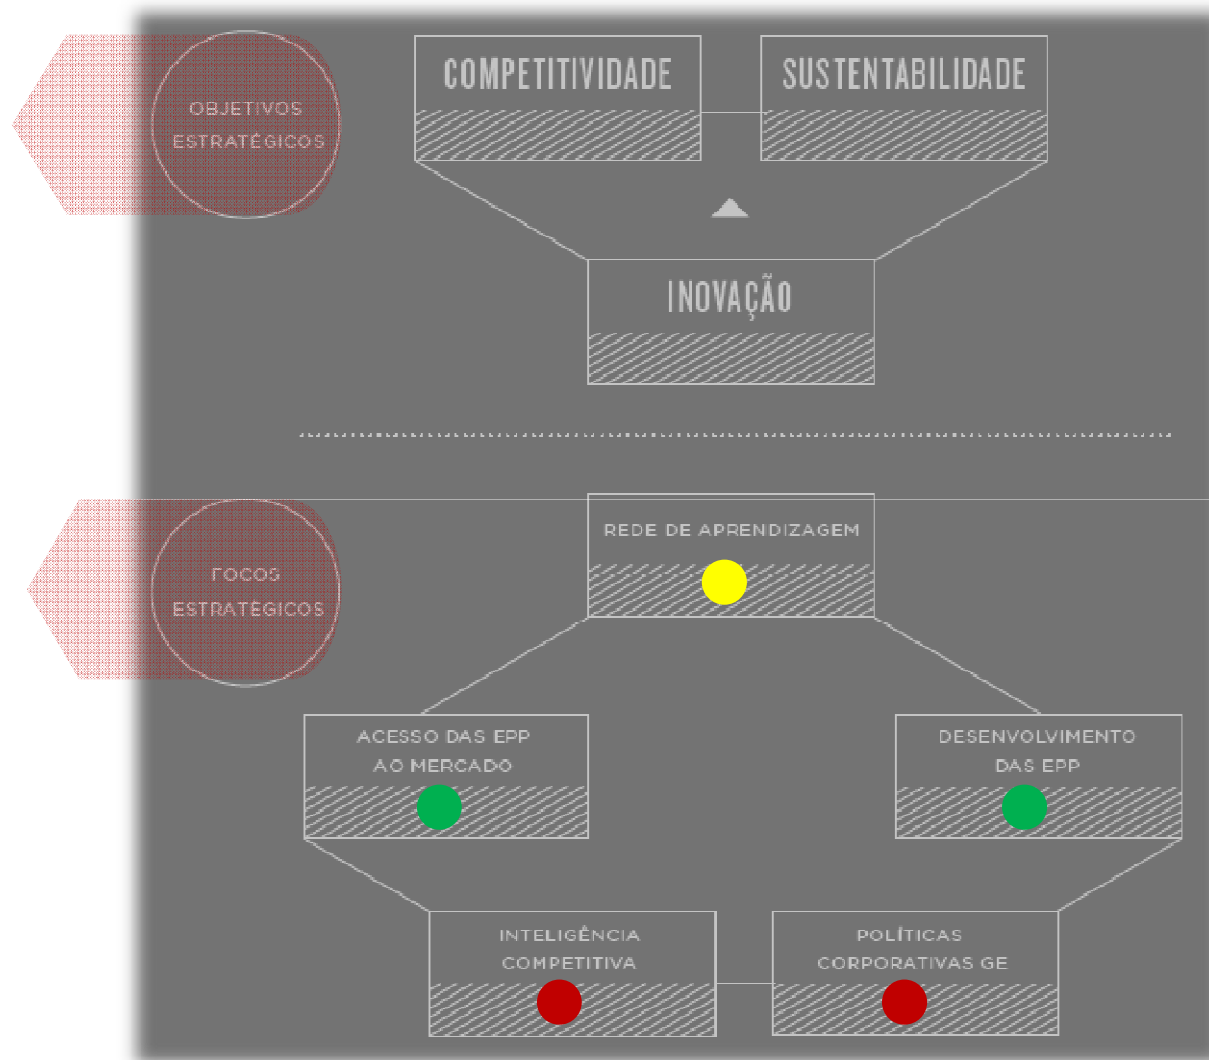 OBJETIVOS
ESTRATÉGICOS
COMPETITIVIDADE
SUSTENTABILIDADE
INOVAÇÃO
FOCOS
ESTRATÉGICOS
REDE DE APRENDIZAGEM
ACESSO DAS EPP
AO MERCADO
DESENVOLVIMENTO
DAS EPP
INTELIGÊNCIA
COMPETITIVA
POLÍTICAS
CORPORATIVAS GE